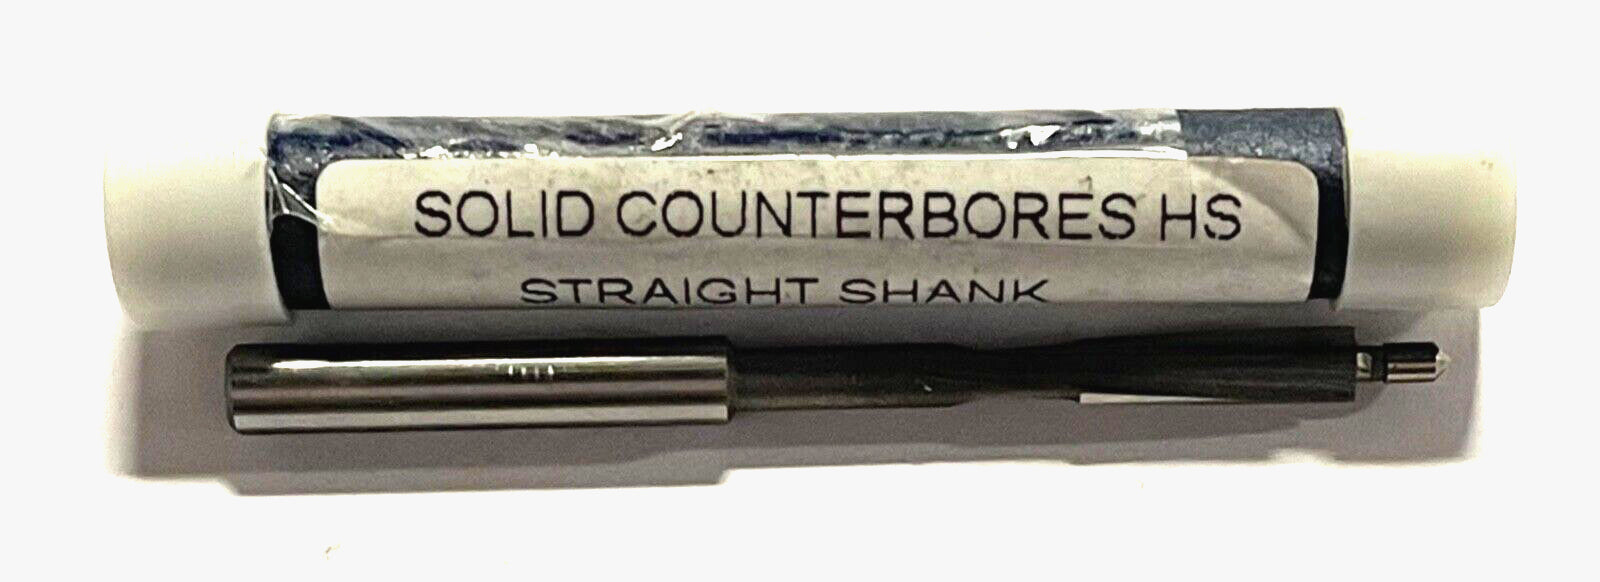 SOLID COUNTERBORES HS
STRAIGHT SHANK